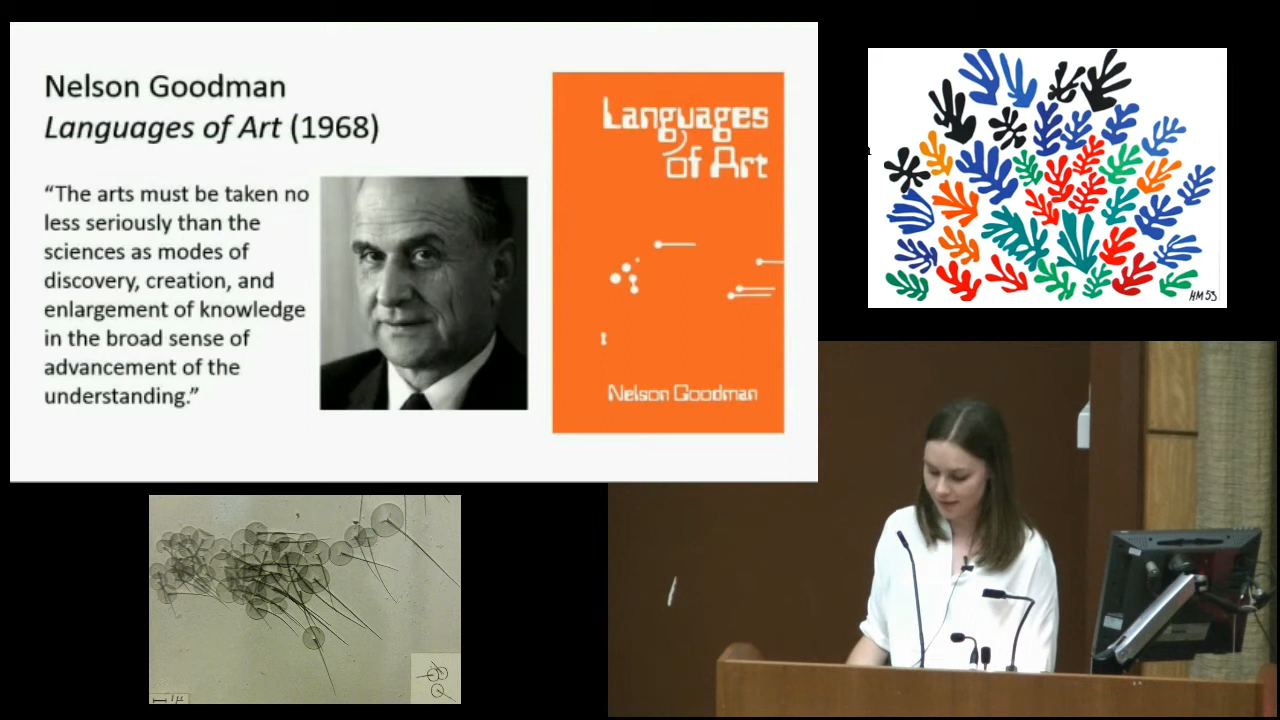 Nelson Goodman
Languages of Art (1968)
“The arts must be taken no
less seriously than the
sciences as modes of
discovery, creation, and
enlargement of knowledge
in the broad sense of
advancement of the
understanding.”
Languages
of Art
Nelson Goodman
HM 53
1 µ